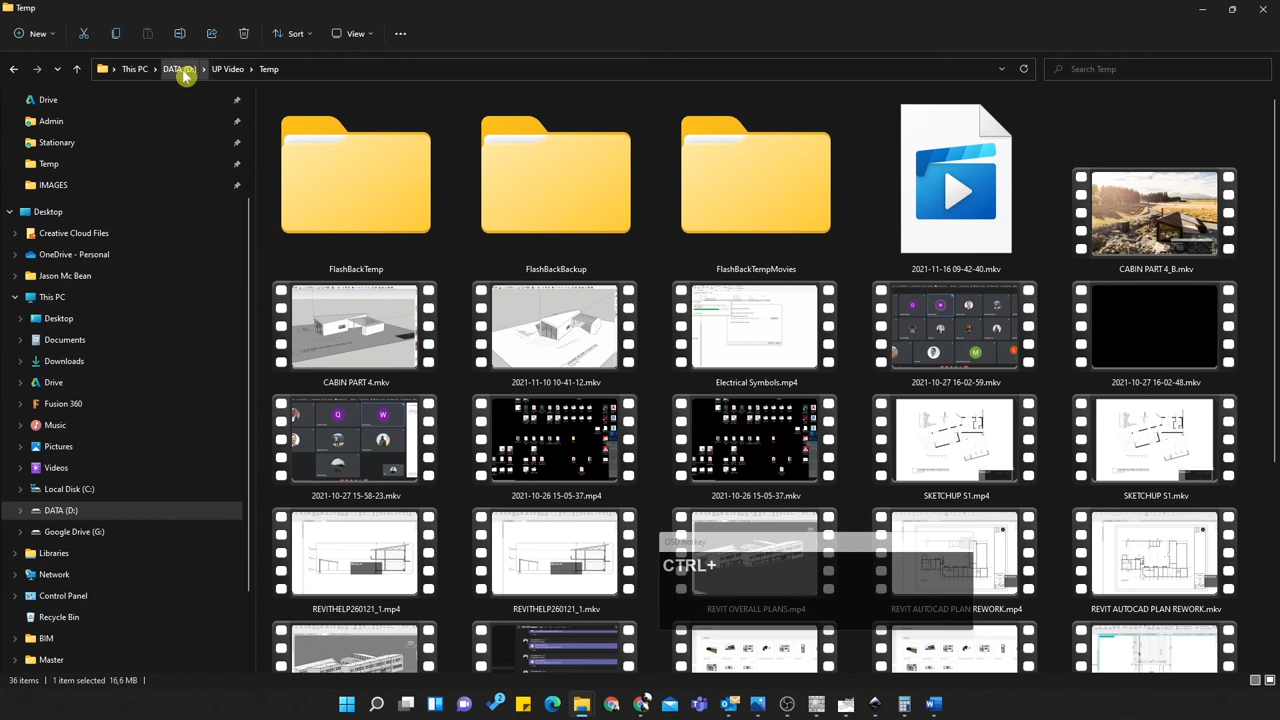 Temp
New
Sort
View
This PC
DATA (D:)
UP Video
Temp
Search Temp
Drive
Admin
Stationary
Temp
IMAGES
Desktop
Creative Cloud Files
OneDrive - Personal
Jason Mc Bean
This PC
Desktop
Documents
Downloads
Drive
Fusion 360
Music
Pictures
Videos
Local Disk (C:)
DATA (D:)
Google Drive (G:)
Libraries
Network
Control Panel
Recycle Bin
BIM
Master
FlashBackTemp
FlashBackBackup
FlashBackTempMovies
2021-11-16 09-42-40.mkv
CABIN PART 4_B.mkv
CABIN PART 4.mkv
2021-11-10 10-41-12.mkv
Electrical Symbols.mp4
2021-10-27 16-02-59.mkv
2021-10-27 16-02-48.mkv
2021-10-27 15-58-23.mkv
2021-10-26 15-05-37.mp4
2021-10-26 15-05-37.mkv
SKETCHUP S1.mp4
SKETCHUP S1.mkv
OSD hotkey
CTRL+
REVITHELP260121_1.mp4
REVITHELP260121_1.mkv
REVIT OVERALL PLANS.mp4
REVIT AUTOCAD PLAN REWORK.mp4
REVIT AUTOCAD PLAN REWORK.mkv
36 items
1 item selected 16,6 MB